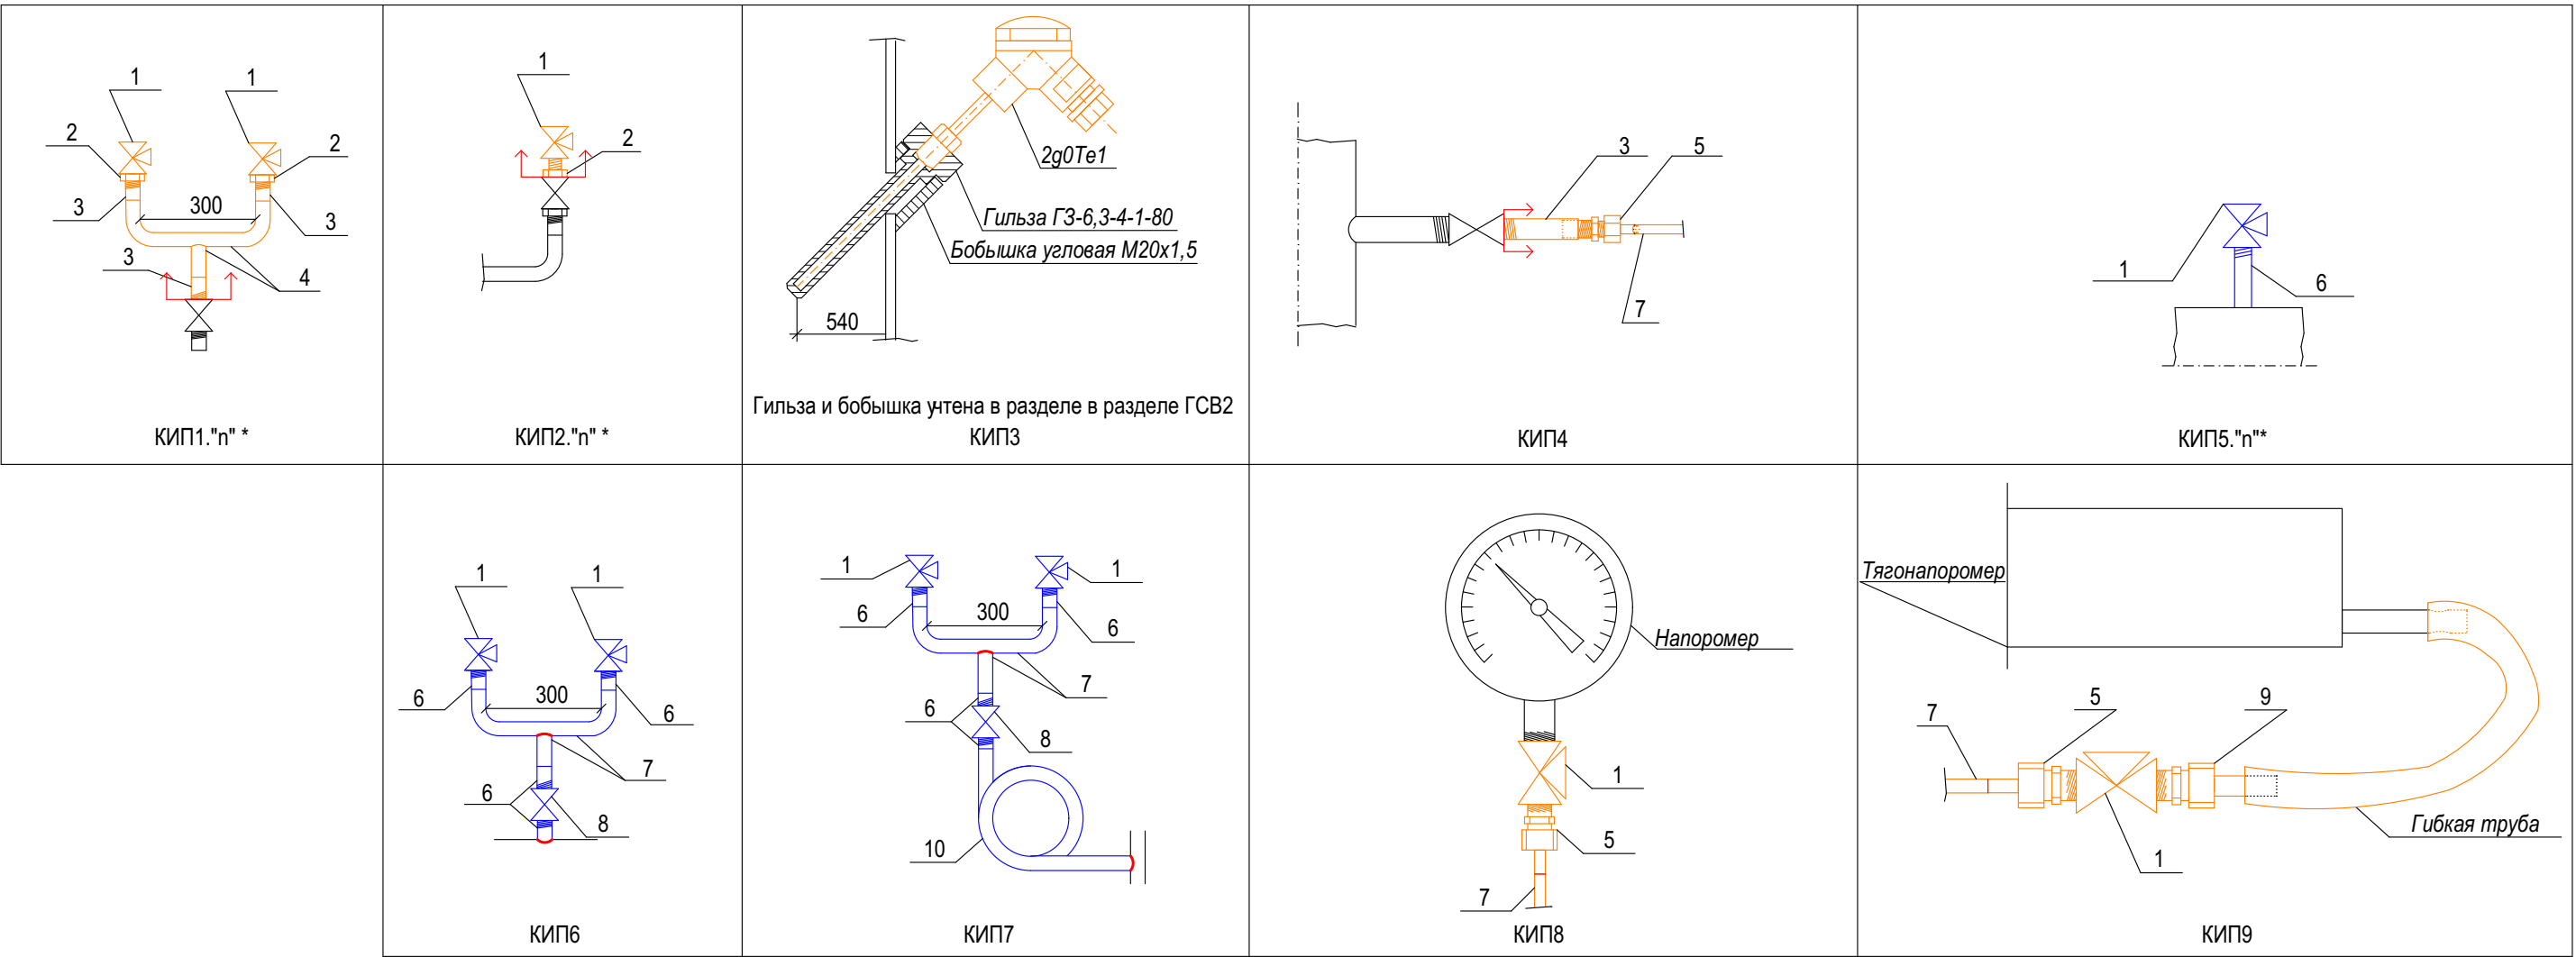 1
1
2
2
3
300
3
3
4
КИП1."n" *
1
2
КИП2."n" *
2g0Te1
Гильза ГЗ-6,3-4-1-80
Бобышка угловая М20х1,5
540
Гильза и бобышка учтена в разделе в разделе ГСВ2
КИП3
3
5
7
КИП4
1
6
КИП5."n"*
1
1
6
300
6
7
6
8
КИП6
1
1
6
300
6
7
6
8
10
КИП7
Напоромер
1
5
7
КИП8
Тягонапоромер
7
5
9
Гибкая труба
1
КИП9